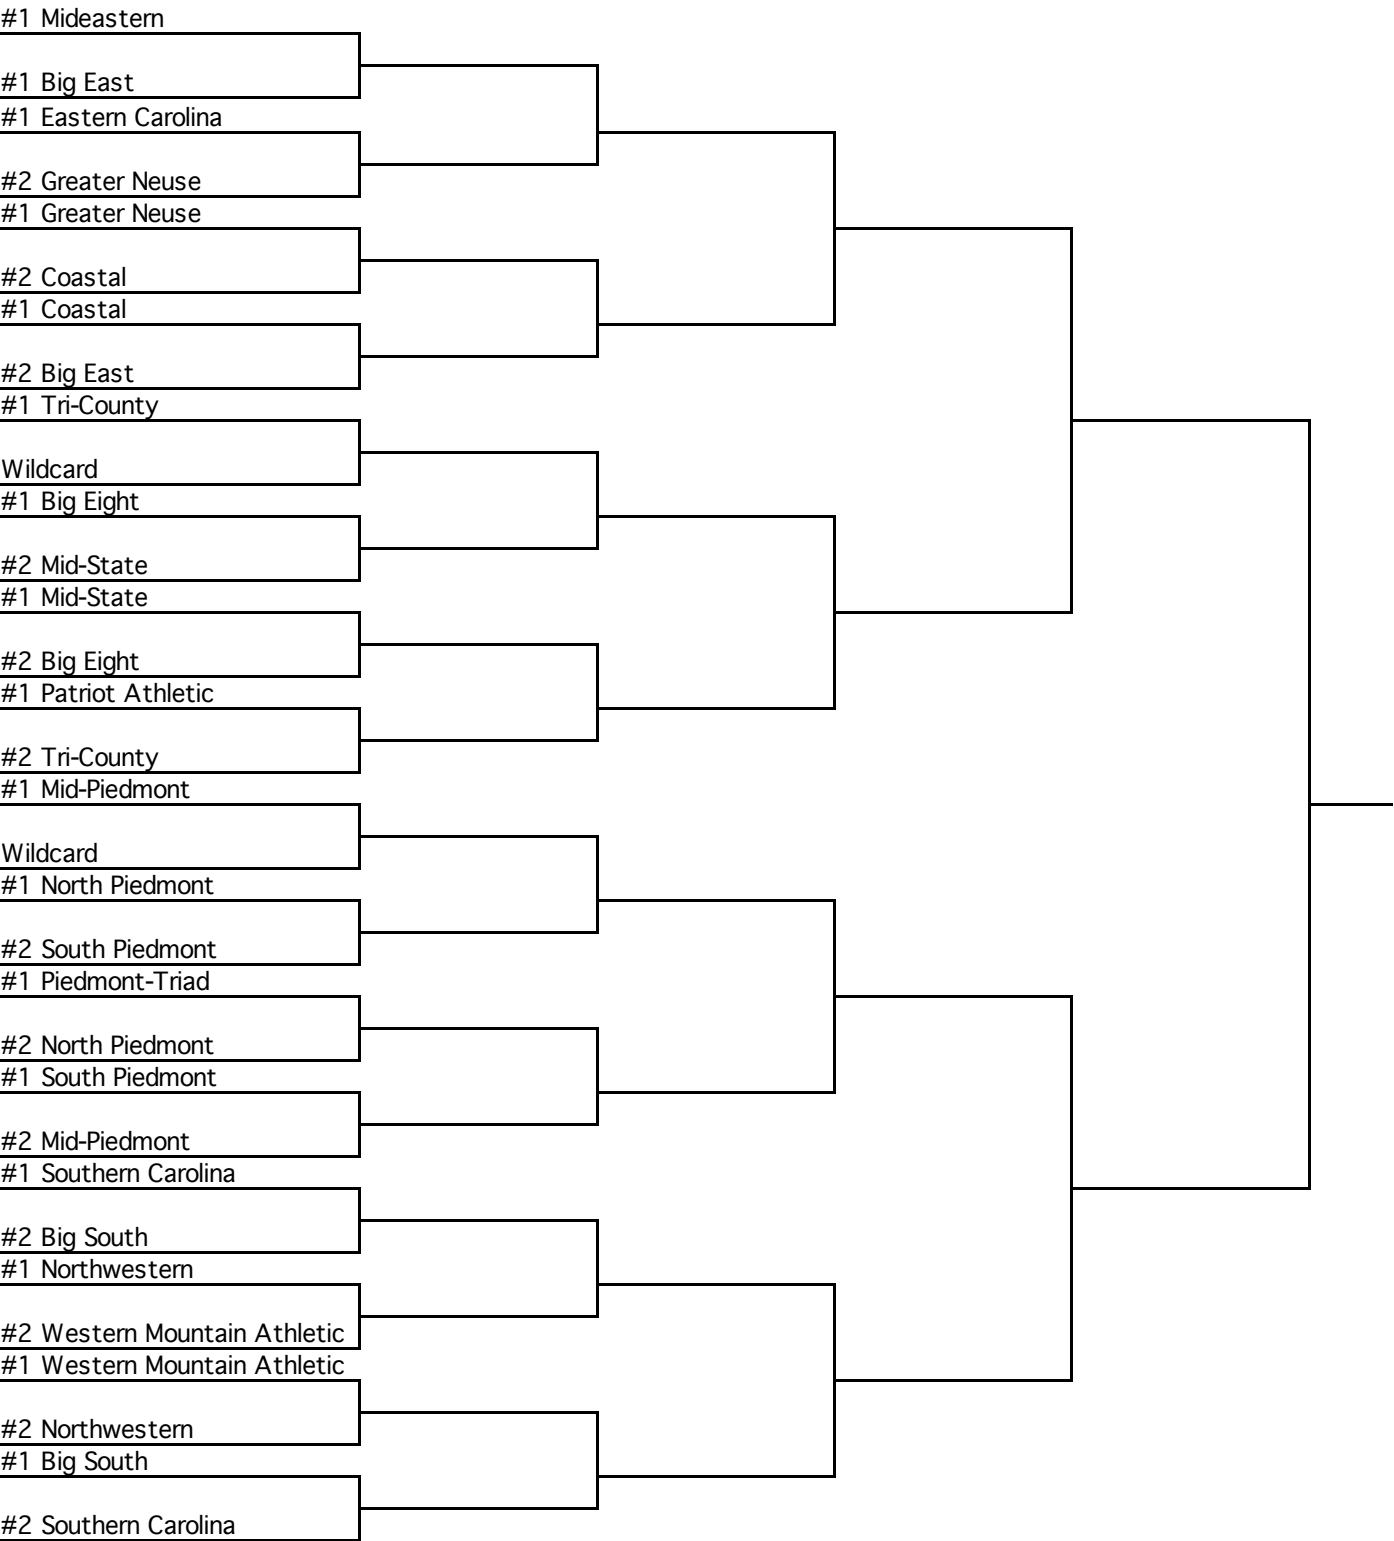 #1 Mideastern
#1 Big East
#1 Eastern Carolina
#2 Greater Neuse
#1 Greater Neuse
#2 Coastal
#1 Coastal
#2 Big East
#1 Tri-County
Wildcard
#1 Big Eight
#2 Mid-State
#1 Mid-State
#2 Big Eight
#1 Patriot Athletic
#2 Tri-County
#1 Mid-Piedmont
Wildcard
#1 North Piedmont
#2 South Piedmont
#1 Piedmont-Triad
#2 North Piedmont
#1 South Piedmont
#2 Mid-Piedmont
#1 Southern Carolina
#2 Big South
#1 Northwestern
#2 Western Mountain Athletic
#1 Western Mountain Athletic
#2 Northwestern
#1 Big South
#2 Southern Carolina